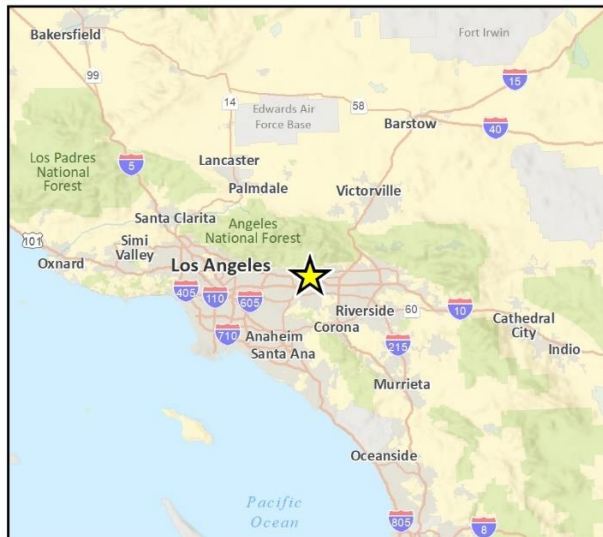 Fort Irwin
Bakersfield
99
15
14
Edwards Air
Force Base
58
Barstow
40
Los Padres
National
Forest
5
Lancaster
Palmdale
Victorville
Santa Clarita
Angeles
National Forest
101
Simi
Valley
Oxnard
Los Angeles
405
110
605
Riverside
60
10
Cathedral
City
Indio
Corona
710
Anaheim
Santa Ana
215
Murrieta
Oceanside
Pacific
Ocean
805
8